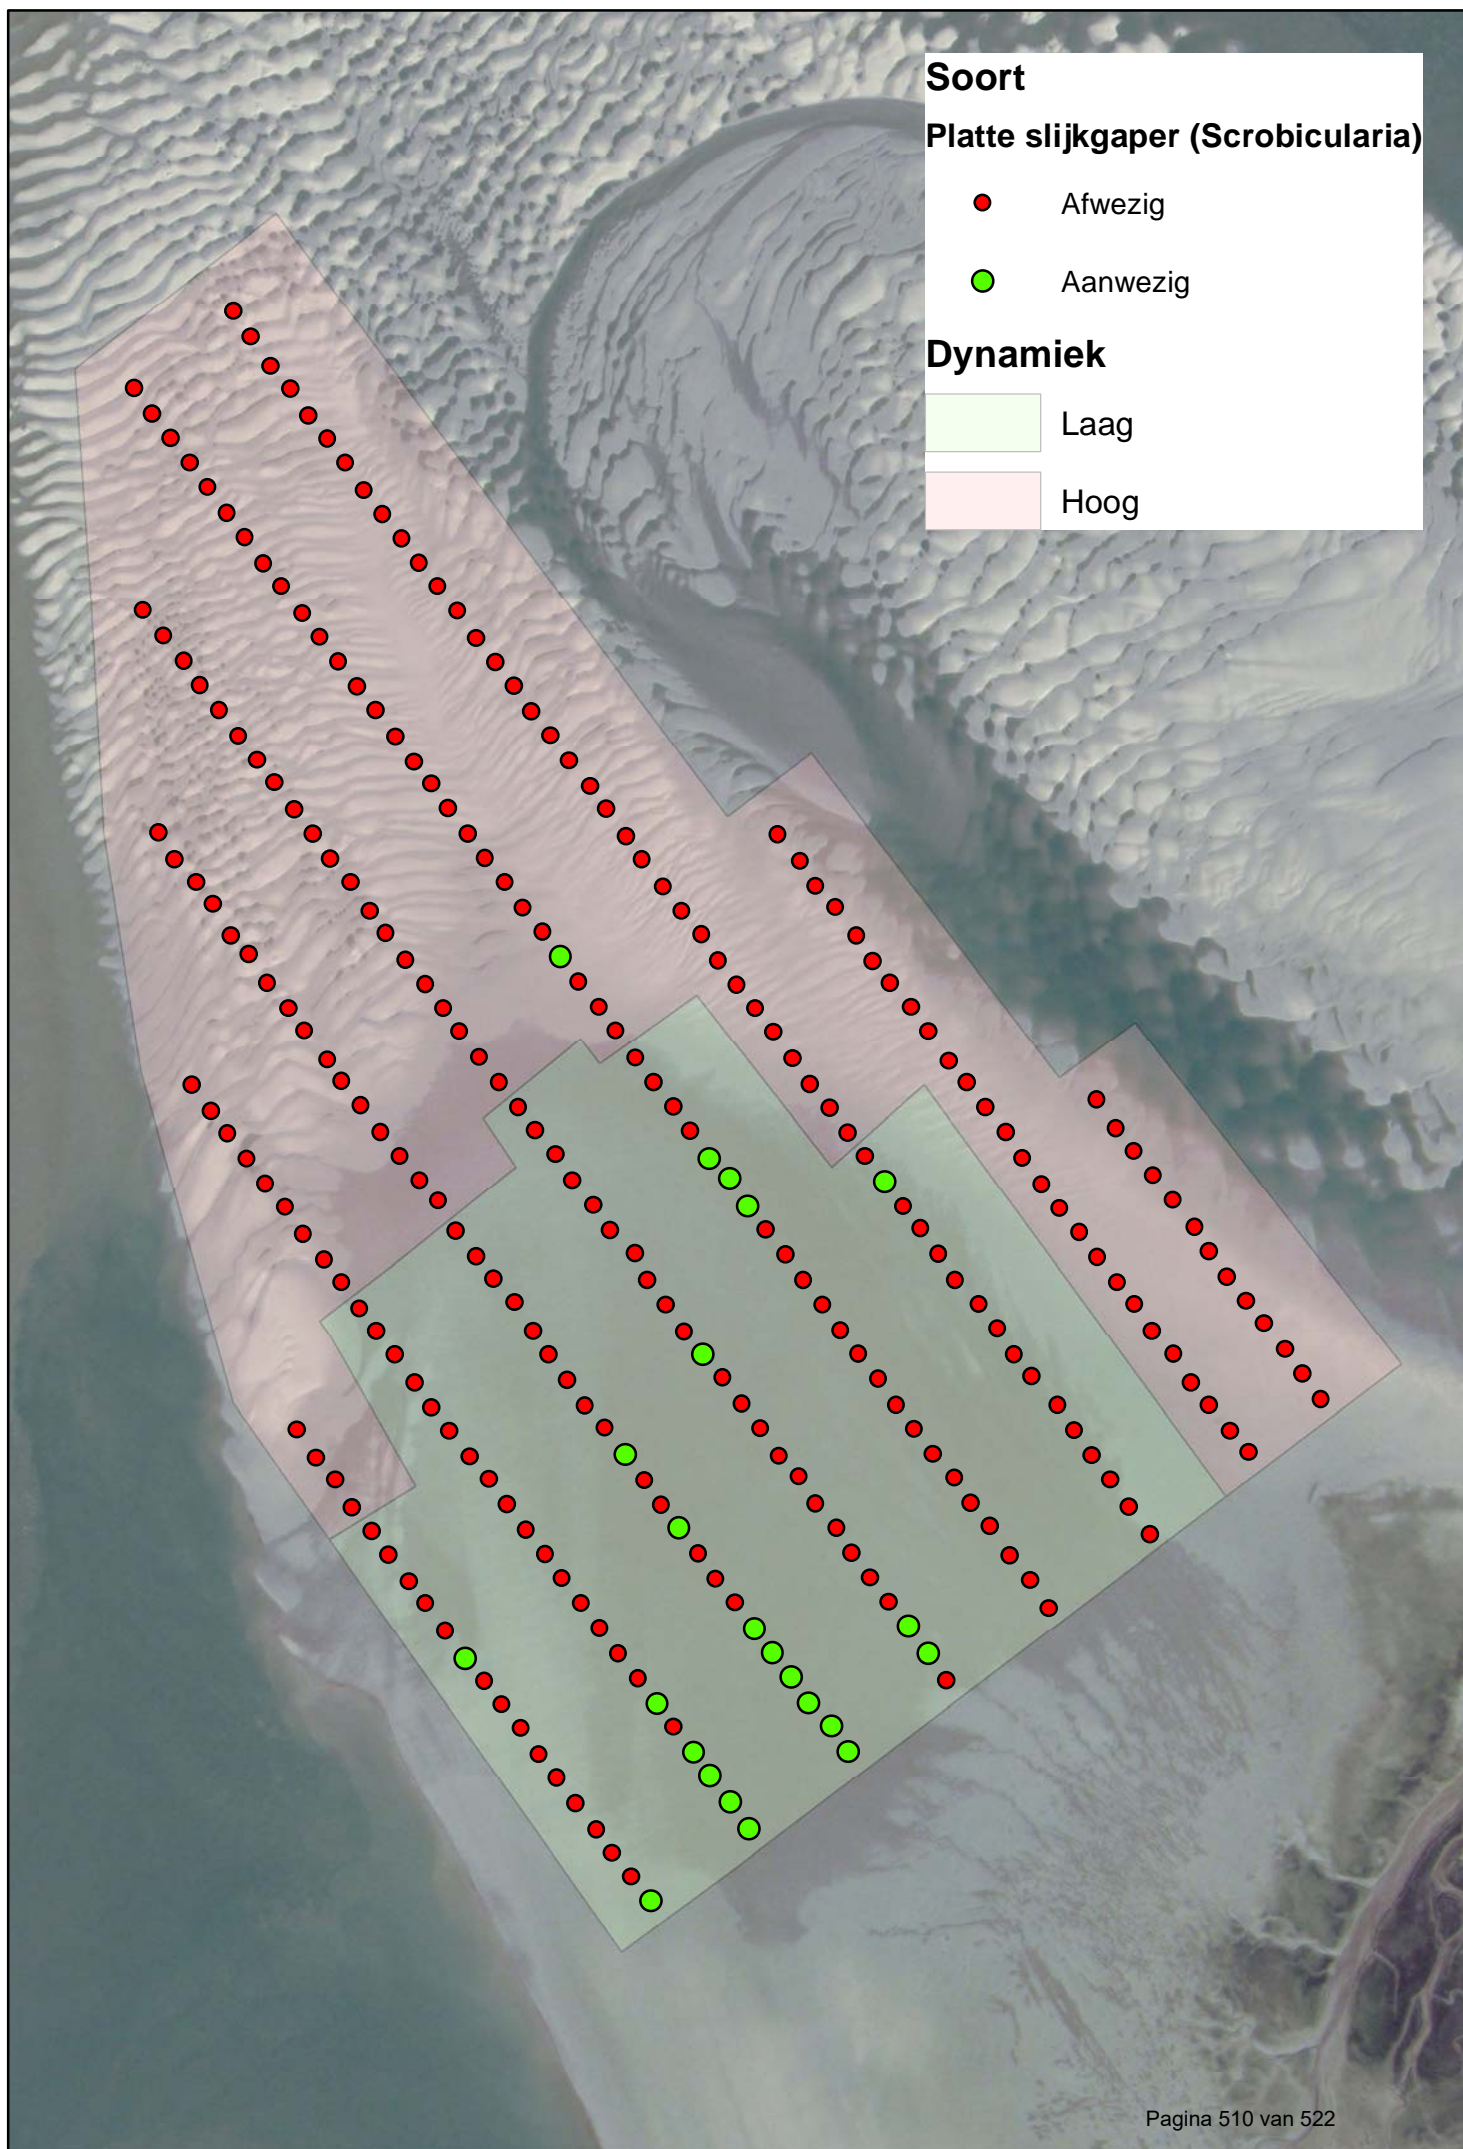 Soort
Platte slijkgaper (Scrobicularia)
Afwezig
Aanwezig
Dynamiek
Laag
Hoog
Pagina 510 van 522